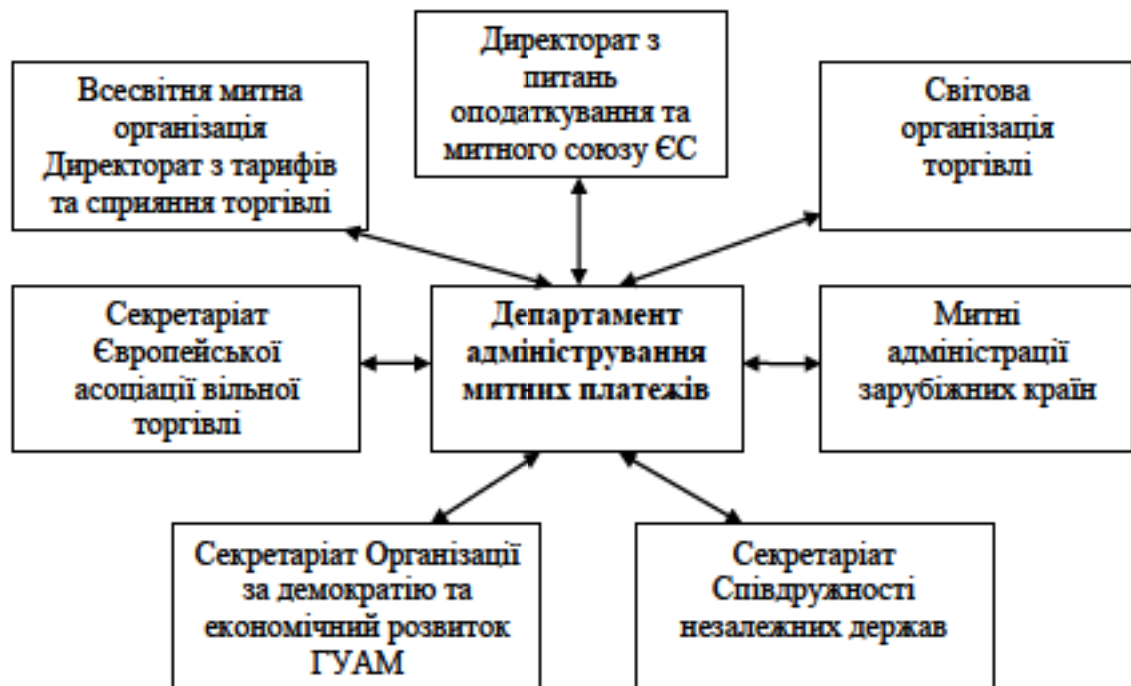 Директорат з
питань
оподаткування та
митного союзу ЄС
Всесвітня митна
організація
Директорат з тарифів
та сприяння торгівлі
Світова
організація
торгівлі
Секретаріат
Європейської
асоціації вільної
торгівлі
Департамент
адміністрування
митних платежів
Митні
адміністрації
зарубіжних країн
Секретаріат Організації
за демократію та
економічний розвиток
ГУАМ
Секретаріат
Співдружності
незалежних держав